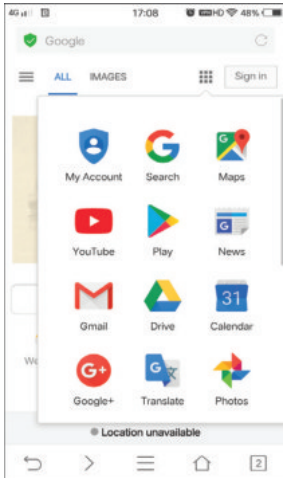 4G 17:08 HD 48%
Google
ALL IMAGES Sign in
My Account Search Maps
YouTube Play News
Gmail Drive Calendar
31
G+
Google+ Translate Photos
We
Location unavailable
2